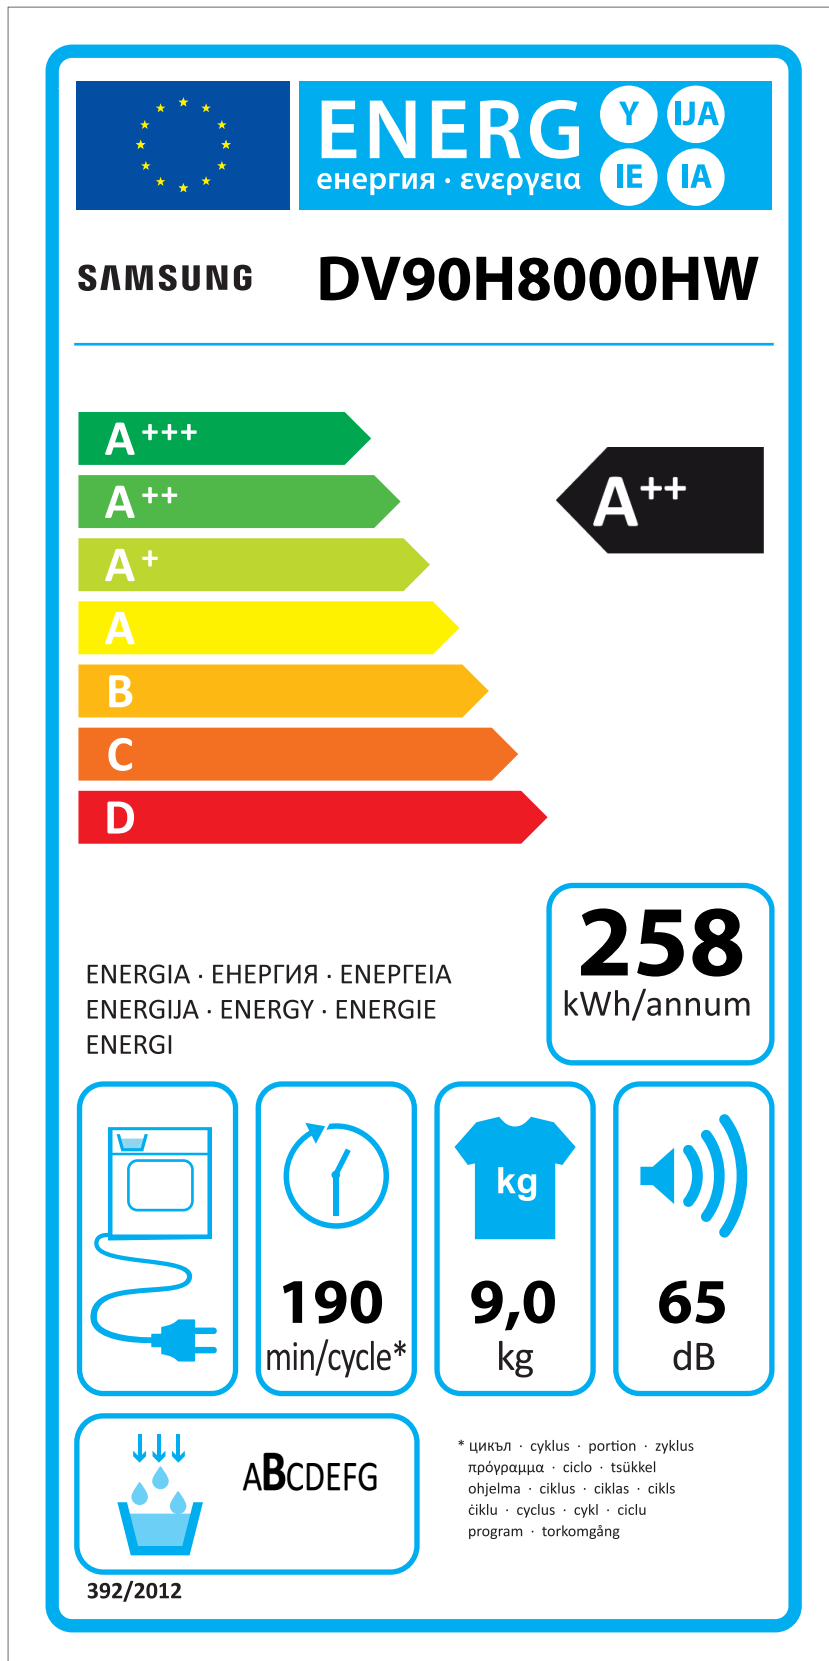 ENERG
Y IJA
IE IA
енергия · ενεργεια
SAMSUNG DV90H8000HW
A+++
A++
A++
A+
A
B
C
D
258
kWh/annum
ENERGIA · ЕНЕРГИЯ · ΕΝΕΡΓΕΙΑ
ENERGIJA · ENERGY · ENERGIE
ENERGI
190
min/cycle*
kg
9,0
kg
65
dB
ABCDEFG
* цикъл · cyklus · portion · zyklus
πρόγραμμα · ciclo · tsükkel
ohjelma · ciklus · ciklas · cikls
ċiklu · cyclus · cykl · ciclu
program · torkomgång
392/2012